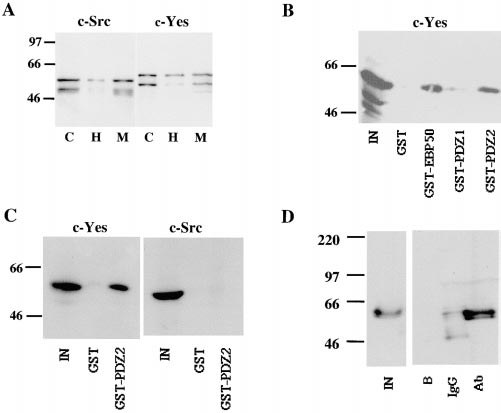 A
c-Src
c-Yes
97
66
46
C H M C H M
B
c-Yes
66
46
IN
GST
GST-EBP50
GST-PDZ1
GST-PDZ2
C
c-Yes
c-Src
66
46
IN
GST
GST-PDZ2
IN
GST
GST-PDZ2
D
220
97
66
46
IN
B
IgG
Ab